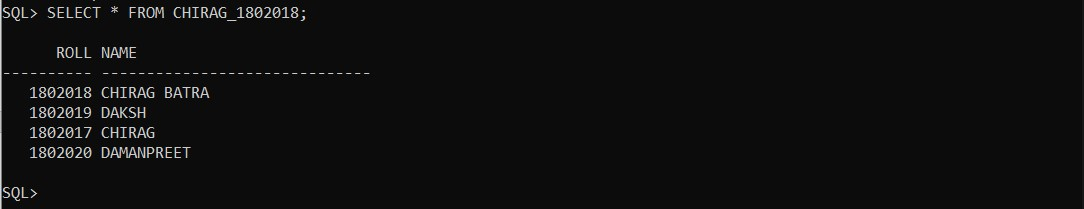 SQL> SELECT * FROM CHIRAG_1802018;
ROLL NAME
---------- ------------------------------
1802018 CHIRAG BATRA
1802019 DAKSH
1802017 CHIRAG
1802020 DAMANPREET
SQL>